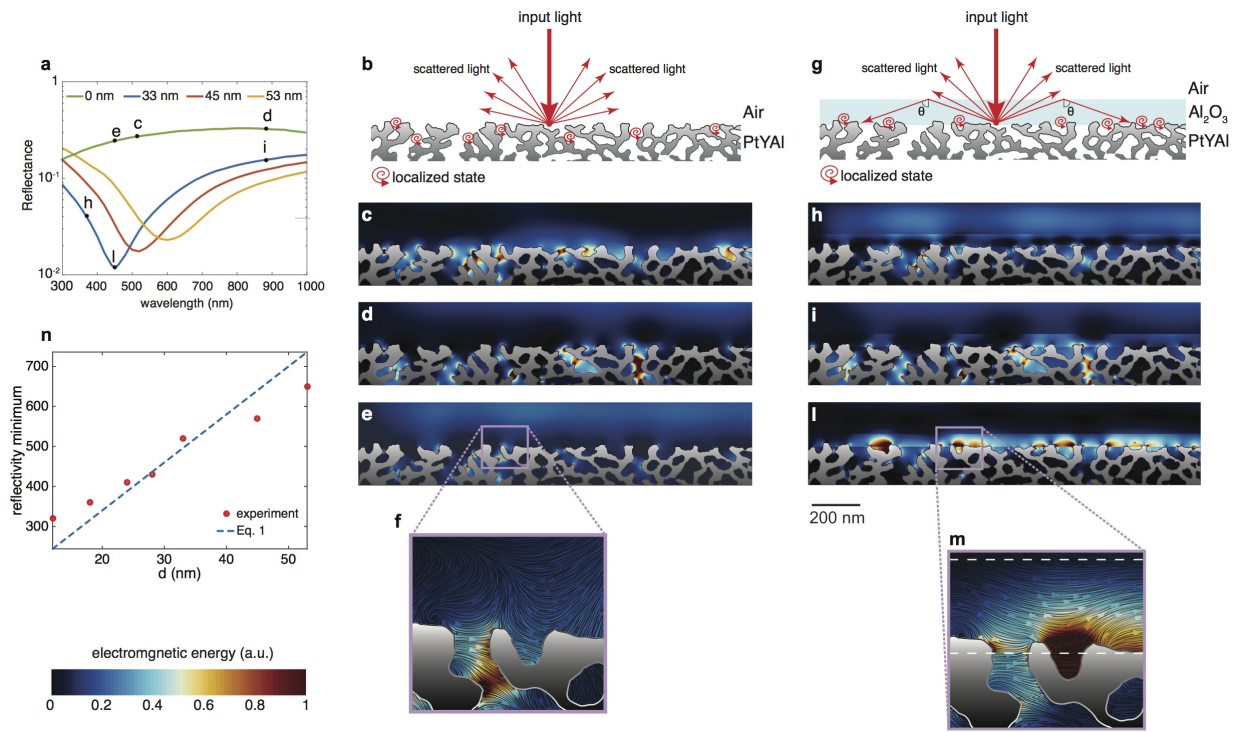 a
1
0 nm 33 nm 45 nm 53 nm
e c d
i
h
l
10-1
10-2
Reflectance
300 400 500 600 700 800 900 1000
wavelength (nm)
n
700
600
500
400
300
reflectivity minimum
experiment
Eq. 1
20 30 40 50
d (nm)
electromgnetic energy (a.u.)
0 0.2 0.4 0.6 0.8 1
b
input light
scattered light scattered light
Air
PtYAl
localized state
c
d
e
f
g
input light
scattered light scattered light
Air
θ θ
Al2O3
PtYAl
localized state
h
i
l
200 nm
m